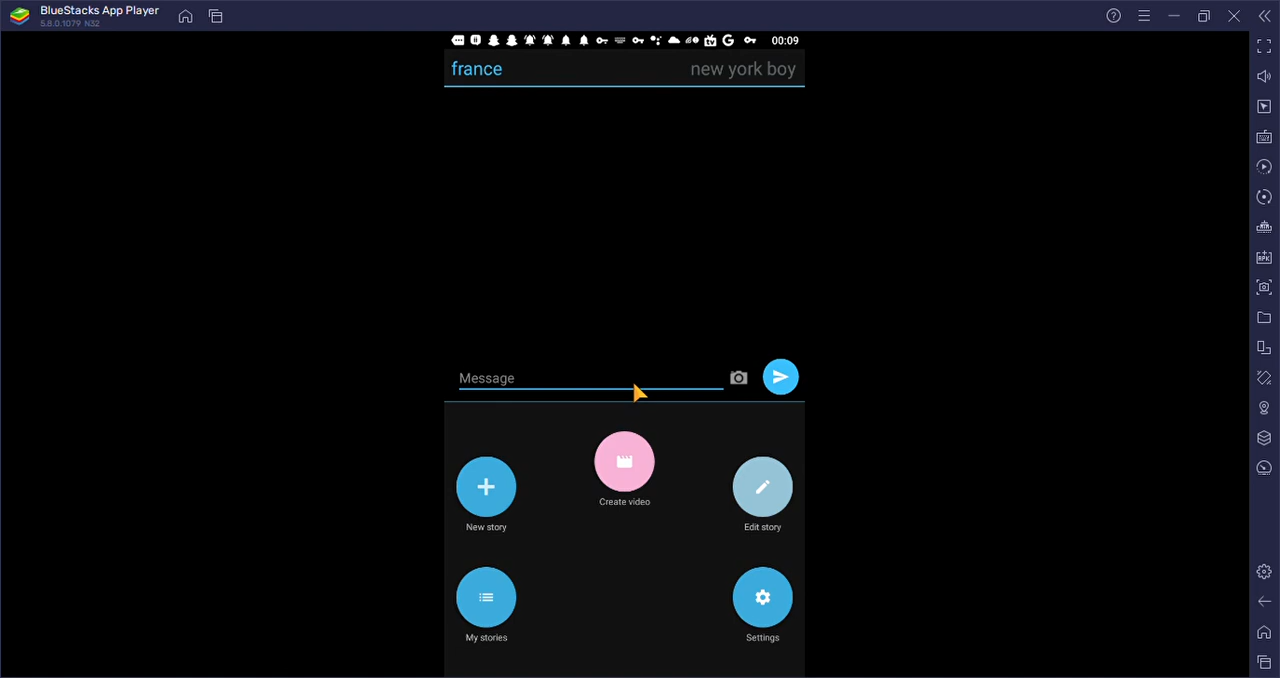 BlueStacks App Player
5.8.0.1079 N32
00:09
france new york boy
Message
Create video
New story Edit story
My stories Settings